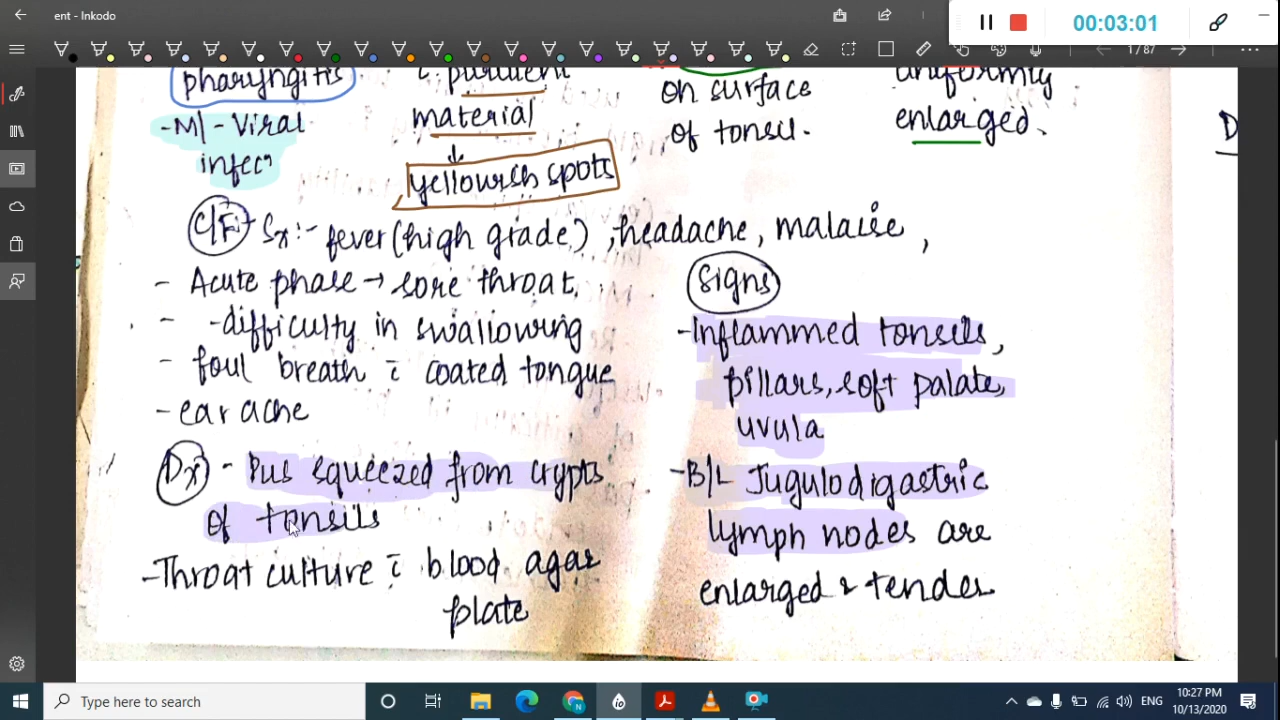 ent - Inkodo
00:03:01
1 / 87
pharyngitis
- M/- Viral
infecⁿ
c̄ purulent
material
↓
yellowish spots
on surface
of tonsil.
uniformly
enlarged.
D
C/F - Sx:- fever (high grade), headache, malaise,
- Acute phase → sore throat,
- - difficulty in swallowing
- foul breath c̄ coated tongue
- ear ache
Dx - Pus squeezed from crypts
of tonsils
- Throat culture c̄ blood agar
plate
Signs
- Inflammed tonsils,
pillars, soft palate,
uvula
- B/L Jugulodigastric
lymph nodes are
enlarged & tender
Type here to search
ENG
10:27 PM
10/13/2020